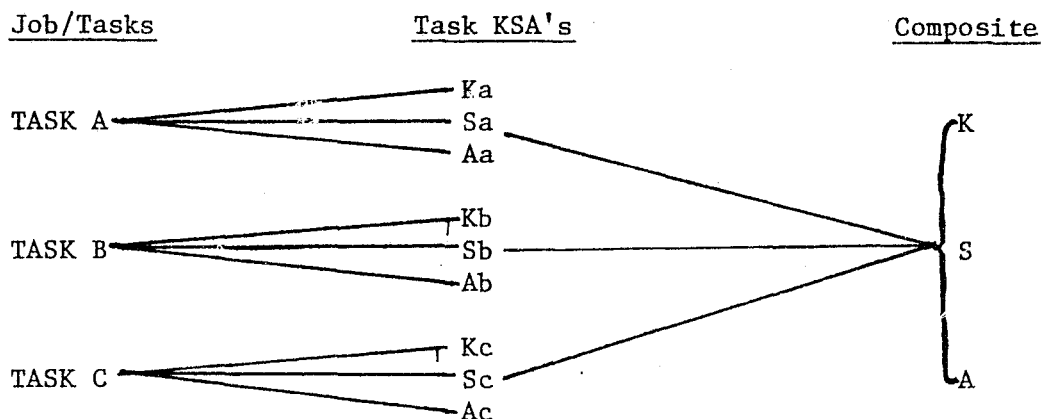 Job/Tasks Task KSA's Composite
Ka
TASK A Sa K
Aa
Kb
TASK B Sb S
Ab
Kc
TASK C Sc A
Ac